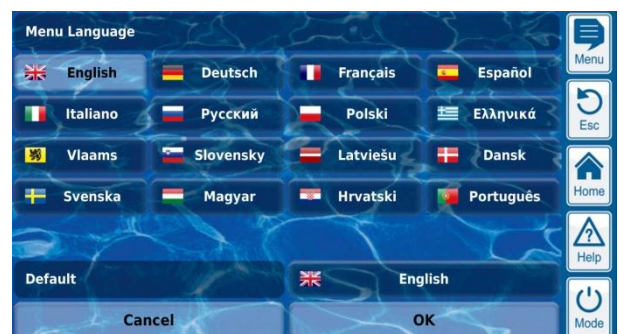 Menu Language
English Deutsch Français Español
Italiano Русский Polski Ελληνικά
Vlaams Slovensky Latviešu Dansk
Svenska Magyar Hrvatski Português
Default English
Cancel OK
Menu
Esc
Home
Help
Mode